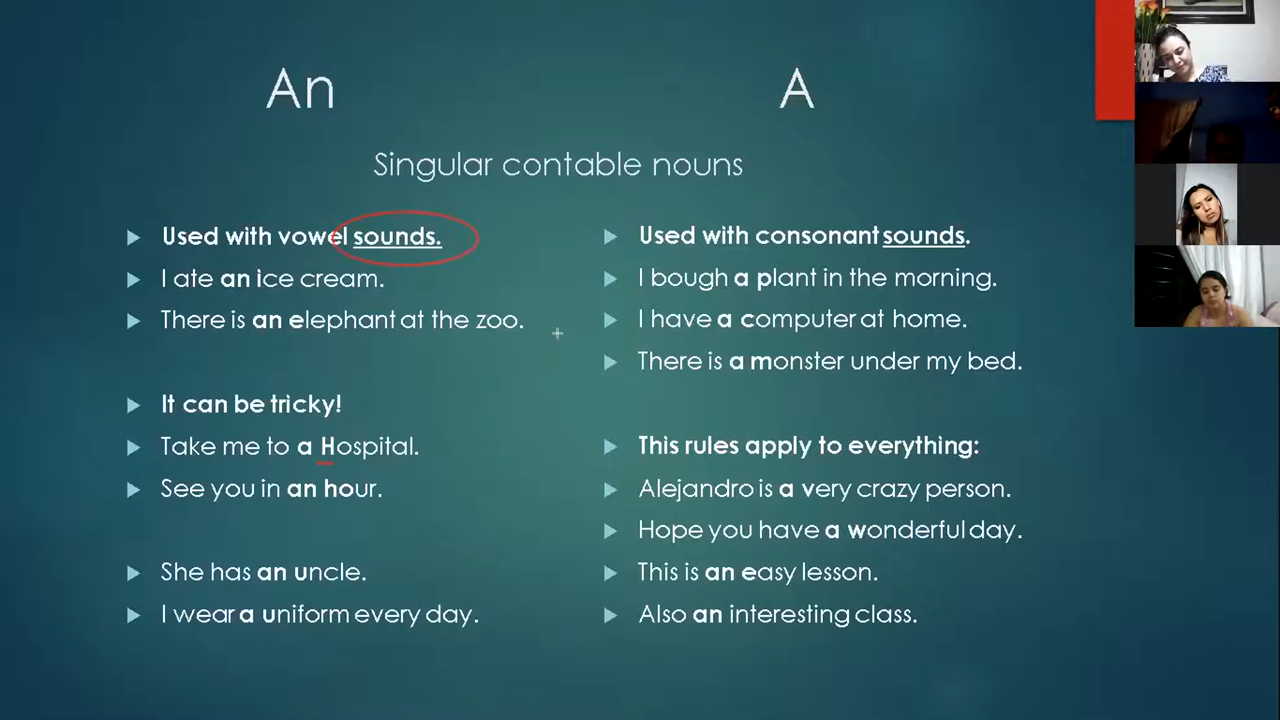 An
A
Singular contable nouns
Used with vowel sounds.
I ate an ice cream.
There is an elephant at the zoo.
It can be tricky!
Take me to a Hospital.
See you in an hour.
She has an uncle.
I wear a uniform every day.
Used with consonant sounds.
I bough a plant in the morning.
I have a computer at home.
There is a monster under my bed.
This rules apply to everything:
Alejandro is a very crazy person.
Hope you have a wonderful day.
This is an easy lesson.
Also an interesting class.